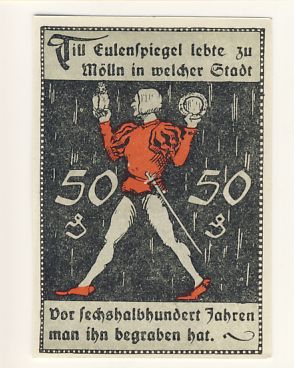 Till Eulenspiegel lebte zu
Mölln in welcher Stadt
50 50
₰ ₰
Vor sechshalbhundert Jahren
man ihn begraben hat.